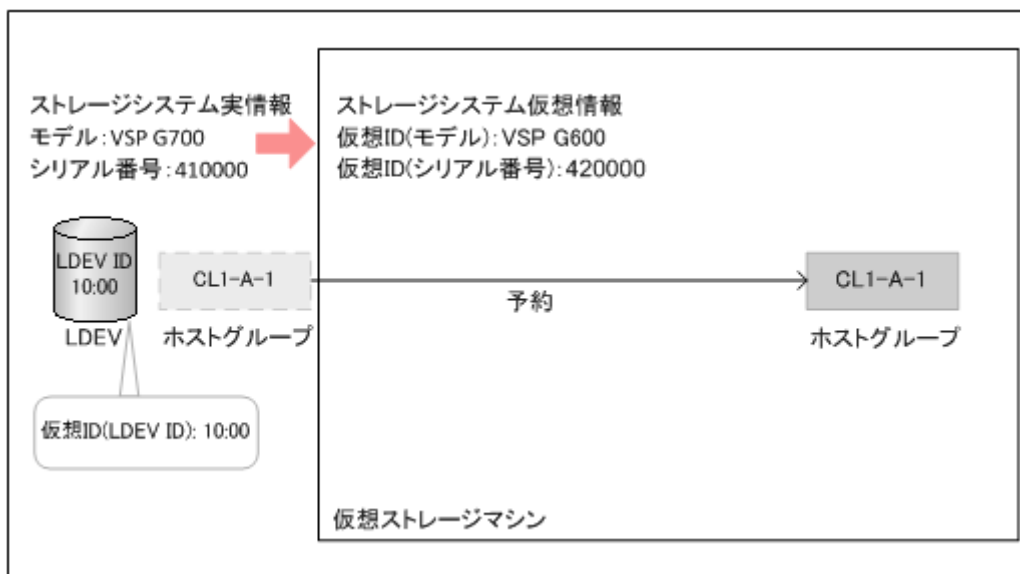 ストレージシステム実情報
モデル:VSP G700
シリアル番号:410000
ストレージシステム仮想情報
仮想ID(モデル):VSP G600
仮想ID(シリアル番号):420000
LDEV ID
10:00
LDEV
CL1-A-1
ホストグループ
予約
CL1-A-1
ホストグループ
仮想ID(LDEV ID): 10:00
仮想ストレージマシン